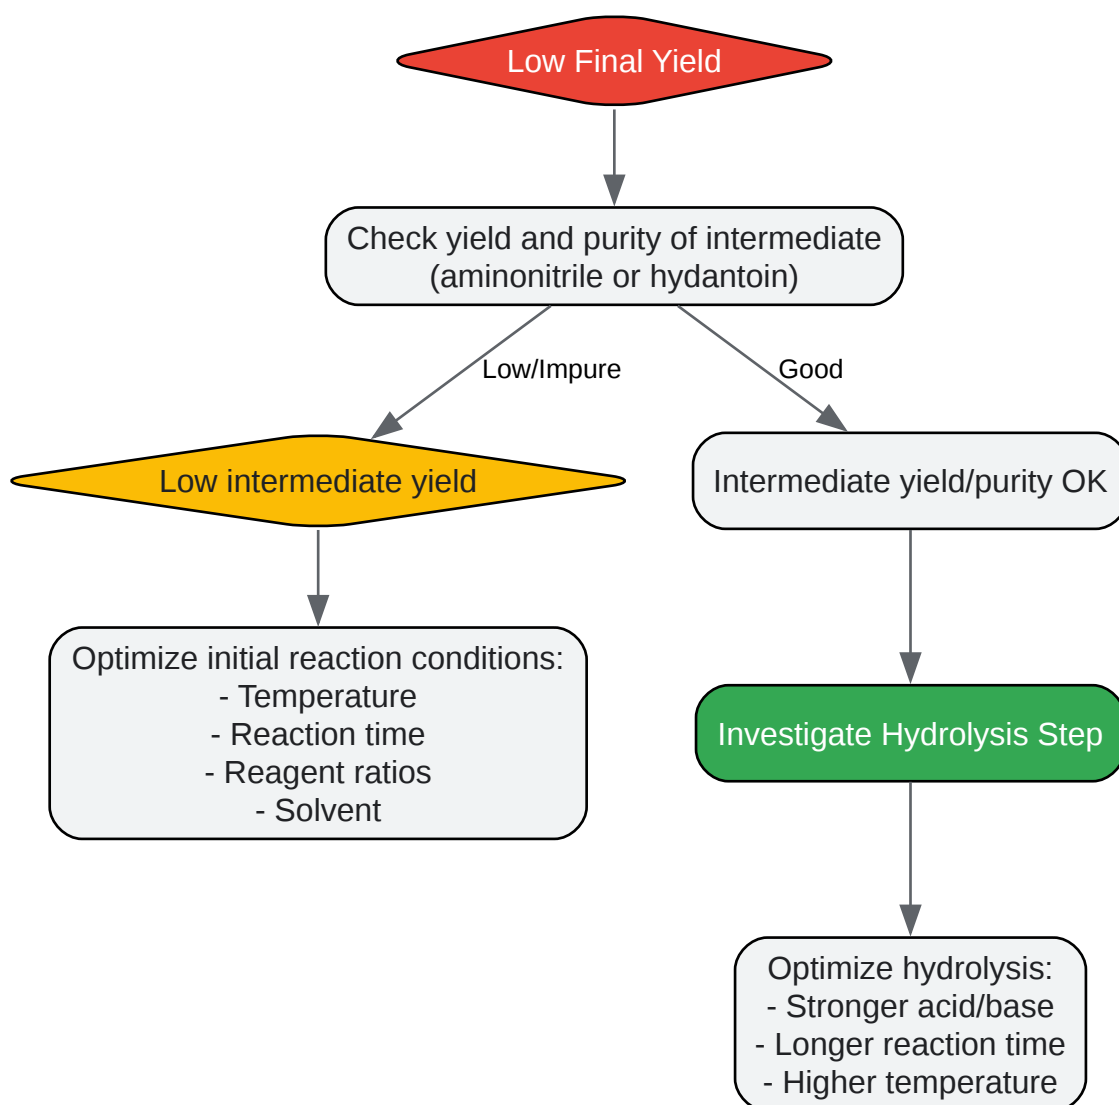 Low Final Yield
Check yield and purity of intermediate
(aminonitrile or hydantoin)
Low/Impure
Good
Low intermediate yield
Intermediate yield/purity OK
Optimize initial reaction conditions:
- Temperature
- Reaction time
- Reagent ratios
- Solvent
Investigate Hydrolysis Step
Optimize hydrolysis:
- Stronger acid/base
- Longer reaction time
- Higher temperature